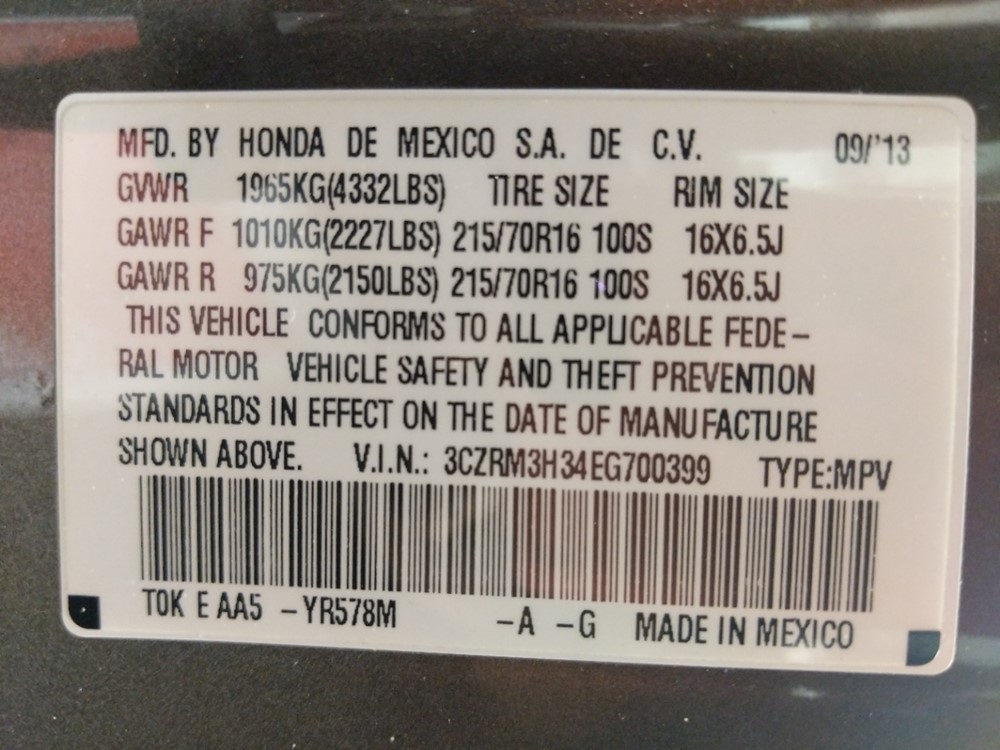 MFD. BY HONDA DE MEXICO S.A. DE C.V. 09/'13
GVWR 1965KG(4332LBS) TIRE SIZE RIM SIZE
GAWR F 1010KG(2227LBS) 215/70R16 100S 16X6.5J
GAWR R 975KG(2150LBS) 215/70R16 100S 16X6.5J
THIS VEHICLE CONFORMS TO ALL APPLICABLE FEDE-
RAL MOTOR VEHICLE SAFETY AND THEFT PREVENTION
STANDARDS IN EFFECT ON THE DATE OF MANUFACTURE
SHOWN ABOVE. V.I.N.: 3CZRM3H34EG700399 TYPE:MPV
T0K E AA5 -YR578M -A -G MADE IN MEXICO